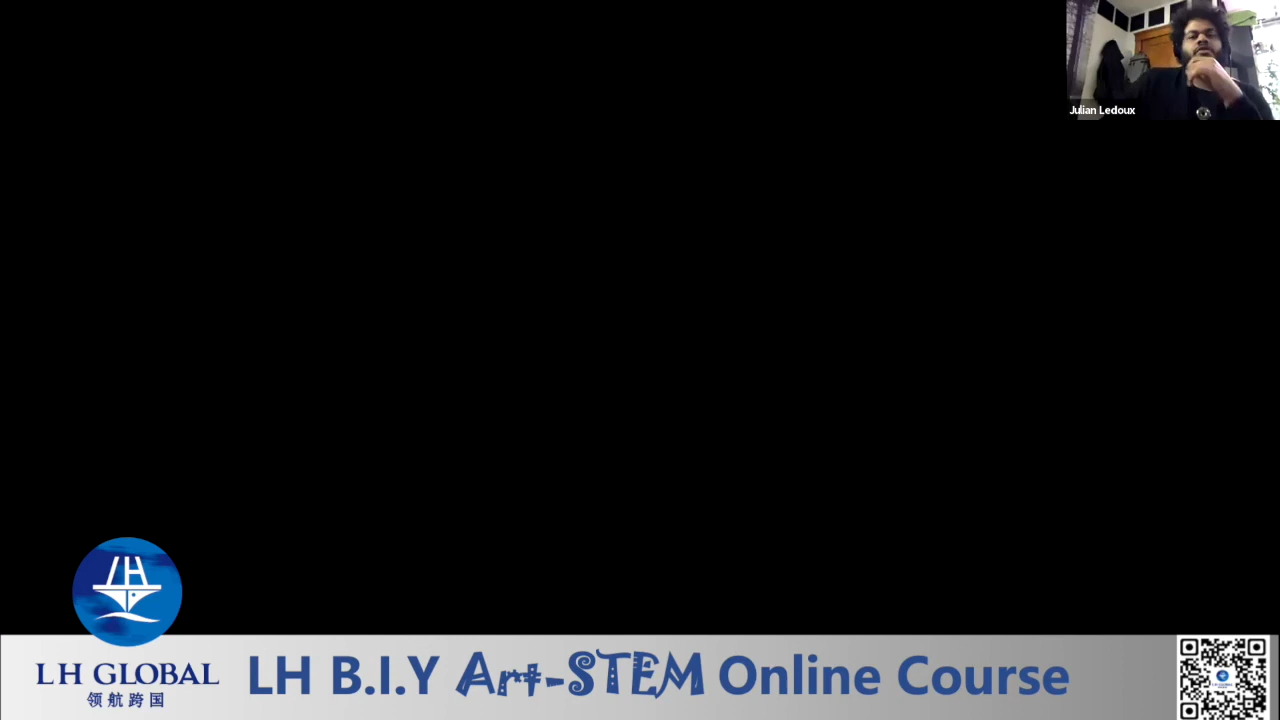 Julian Ledoux
LH
LH GLOBAL
领航跨国
LH B.I.Y Art-STEM Online Course